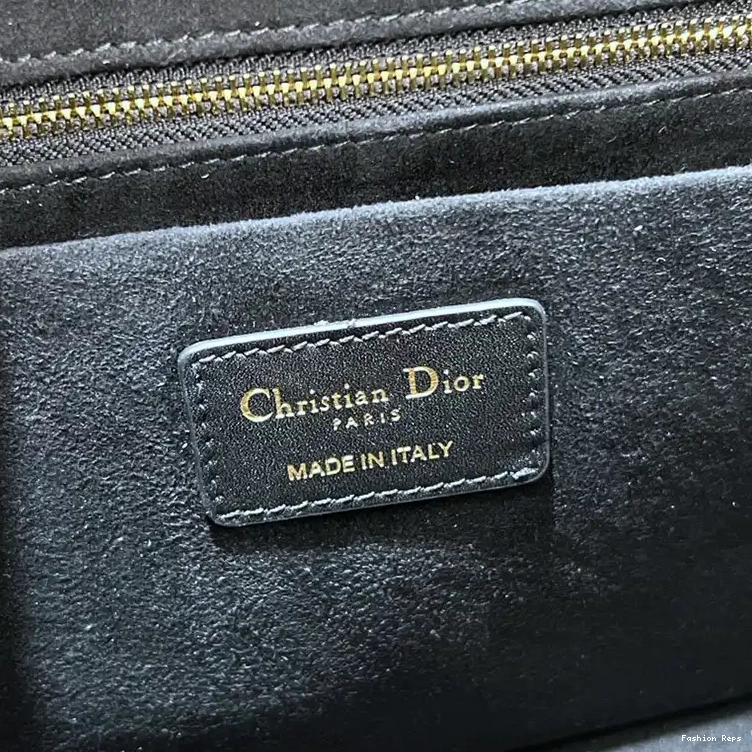 Christian Dior
PARIS
MADE IN ITALY
Fashion Reps